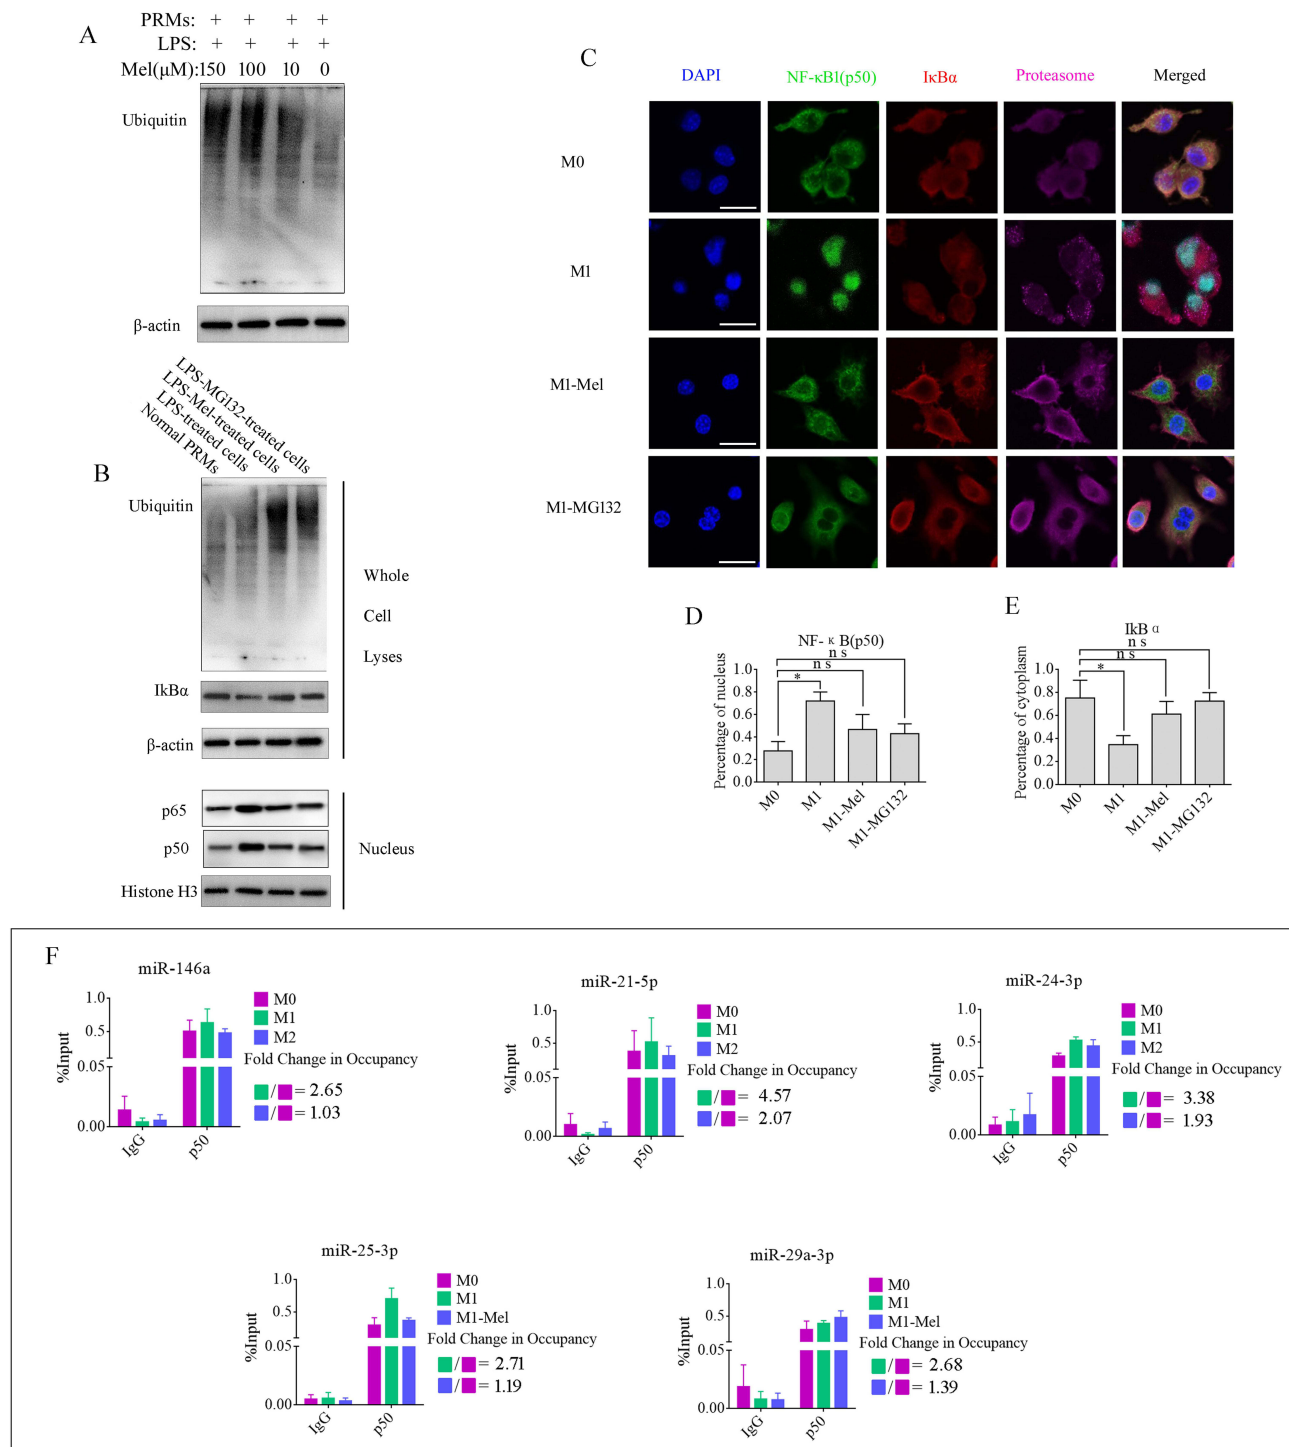 A
PRMs: + + + +
LPS: + + + +
Mel(μM):150 100 10 0
Ubiquitin
β-actin
B
LPS-MG132-treated cells
LPS-Mel-treated cells
LPS-treated cells
Normal PRMs
Ubiquitin
Whole
Cell
Lyses
IkBα
β-actin
p65
p50
Nucleus
Histone H3
C
DAPI NF-κB1(p50) IκBα Proteasome Merged
M0
M1
M1-Mel
M1-MG132
D
NF-κB(p50)
n s
n s
*
Percentage of nucleus
1.0
0.8
0.6
0.4
0.2
0.0
M0 M1 M1-Mel M1-MG132
E
IkBα
n s
n s
*
Percentage of cytoplasm
1.0
0.8
0.6
0.4
0.2
0.0
M0 M1 M1-Mel M1-MG132
F
miR-146a
%Input
1.0
0.5
0.05
0.00
IgG p50
M0
M1
M2
Fold Change in Occupancy
/ = 2.65
/ = 1.03
miR-21-5p
%Input
1.0
0.5
0.05
0.00
IgG p50
M0
M1
M2
Fold Change in Occupancy
/ = 4.57
/ = 2.07
miR-24-3p
%Input
1.0
0.5
0.05
0.00
IgG p50
M0
M1
M2
Fold Change in Occupancy
/ = 3.38
/ = 1.93
miR-25-3p
%Input
1.0
0.5
0.05
0.00
IgG p50
M0
M1
M1-Mel
Fold Change in Occupancy
/ = 2.71
/ = 1.19
miR-29a-3p
%Input
1.0
0.5
0.05
0.00
IgG p50
M0
M1
M1-Mel
Fold Change in Occupancy
/ = 2.68
/ = 1.39